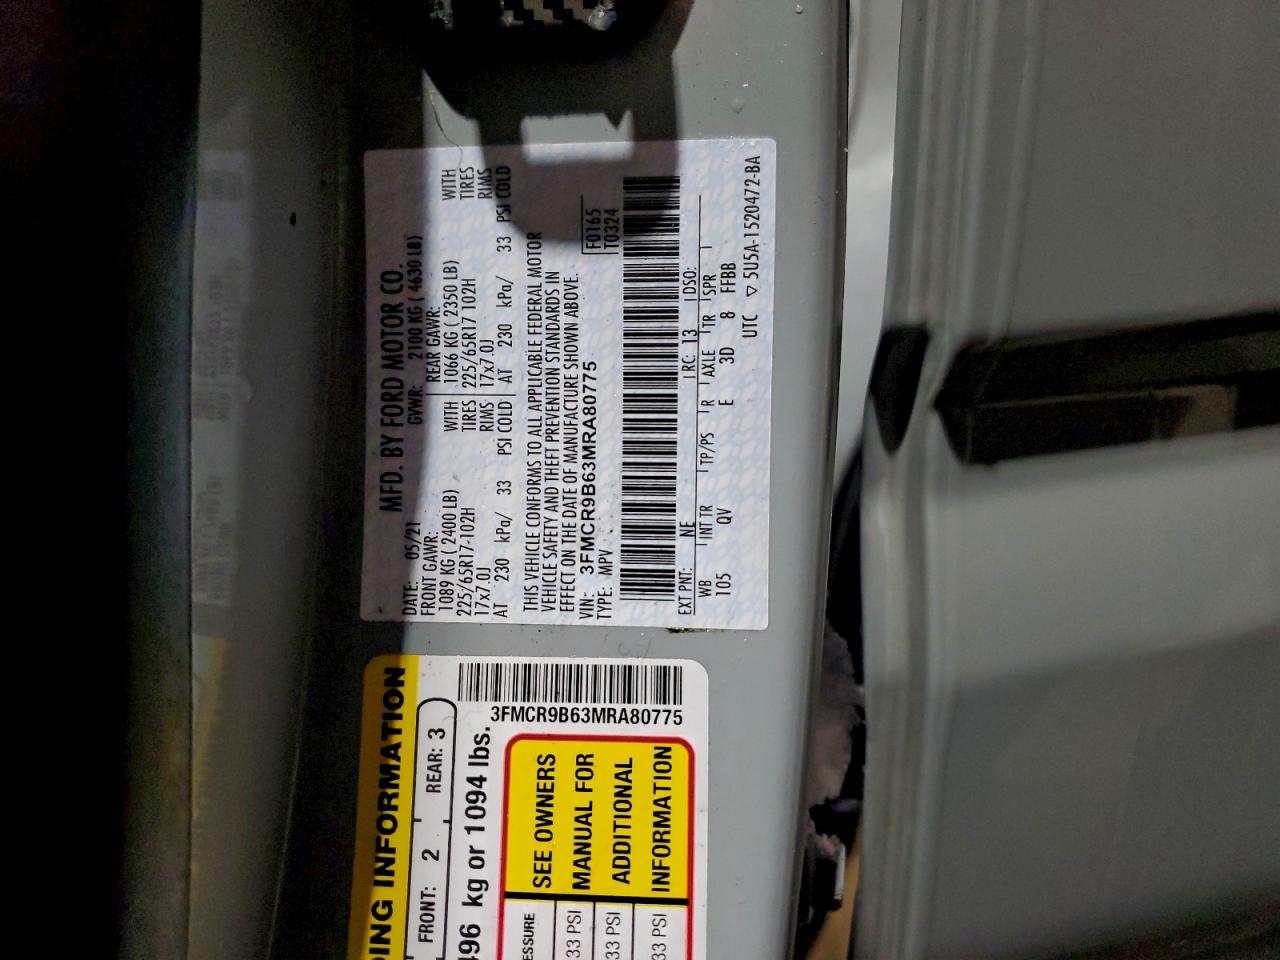 MFD. BY FORD MOTOR CO.
DATE: 05/21 GVWR: 2100 KG ( 4630 LB)
FRONT GAWR: REAR GAWR:
1089 KG ( 2400 LB) WITH 1066 KG ( 2350 LB) WITH
225/65R17-102H TIRES 225/65R17 102H TIRES
17x7.0J RIMS 17x7.0J RIMS
AT 230 kPa/ 33 PSI COLD AT 230 kPa/ 33 PSI COLD
THIS VEHICLE CONFORMS TO ALL APPLICABLE FEDERAL MOTOR
VEHICLE SAFETY AND THEFT PREVENTION STANDARDS IN
EFFECT ON THE DATE OF MANUFACTURE SHOWN ABOVE.
VIN: 3FMCR9B63MRA80775 F0165
TYPE: MPV T0324
EXT PNT: NE RC: 13 DSO:
WB INT TR TP/PS R AXLE TR SPR
105 QV E 3D 8 FFBB
UTC ▽ 5U5A-1520472-BA
DING INFORMATION
FRONT: 2 REAR: 3
496 kg or 1094 lbs.
3FMCR9B63MRA80775
ESSURE
33 PSI
33 PSI
33 PSI
SEE OWNERS
MANUAL FOR
ADDITIONAL
INFORMATION